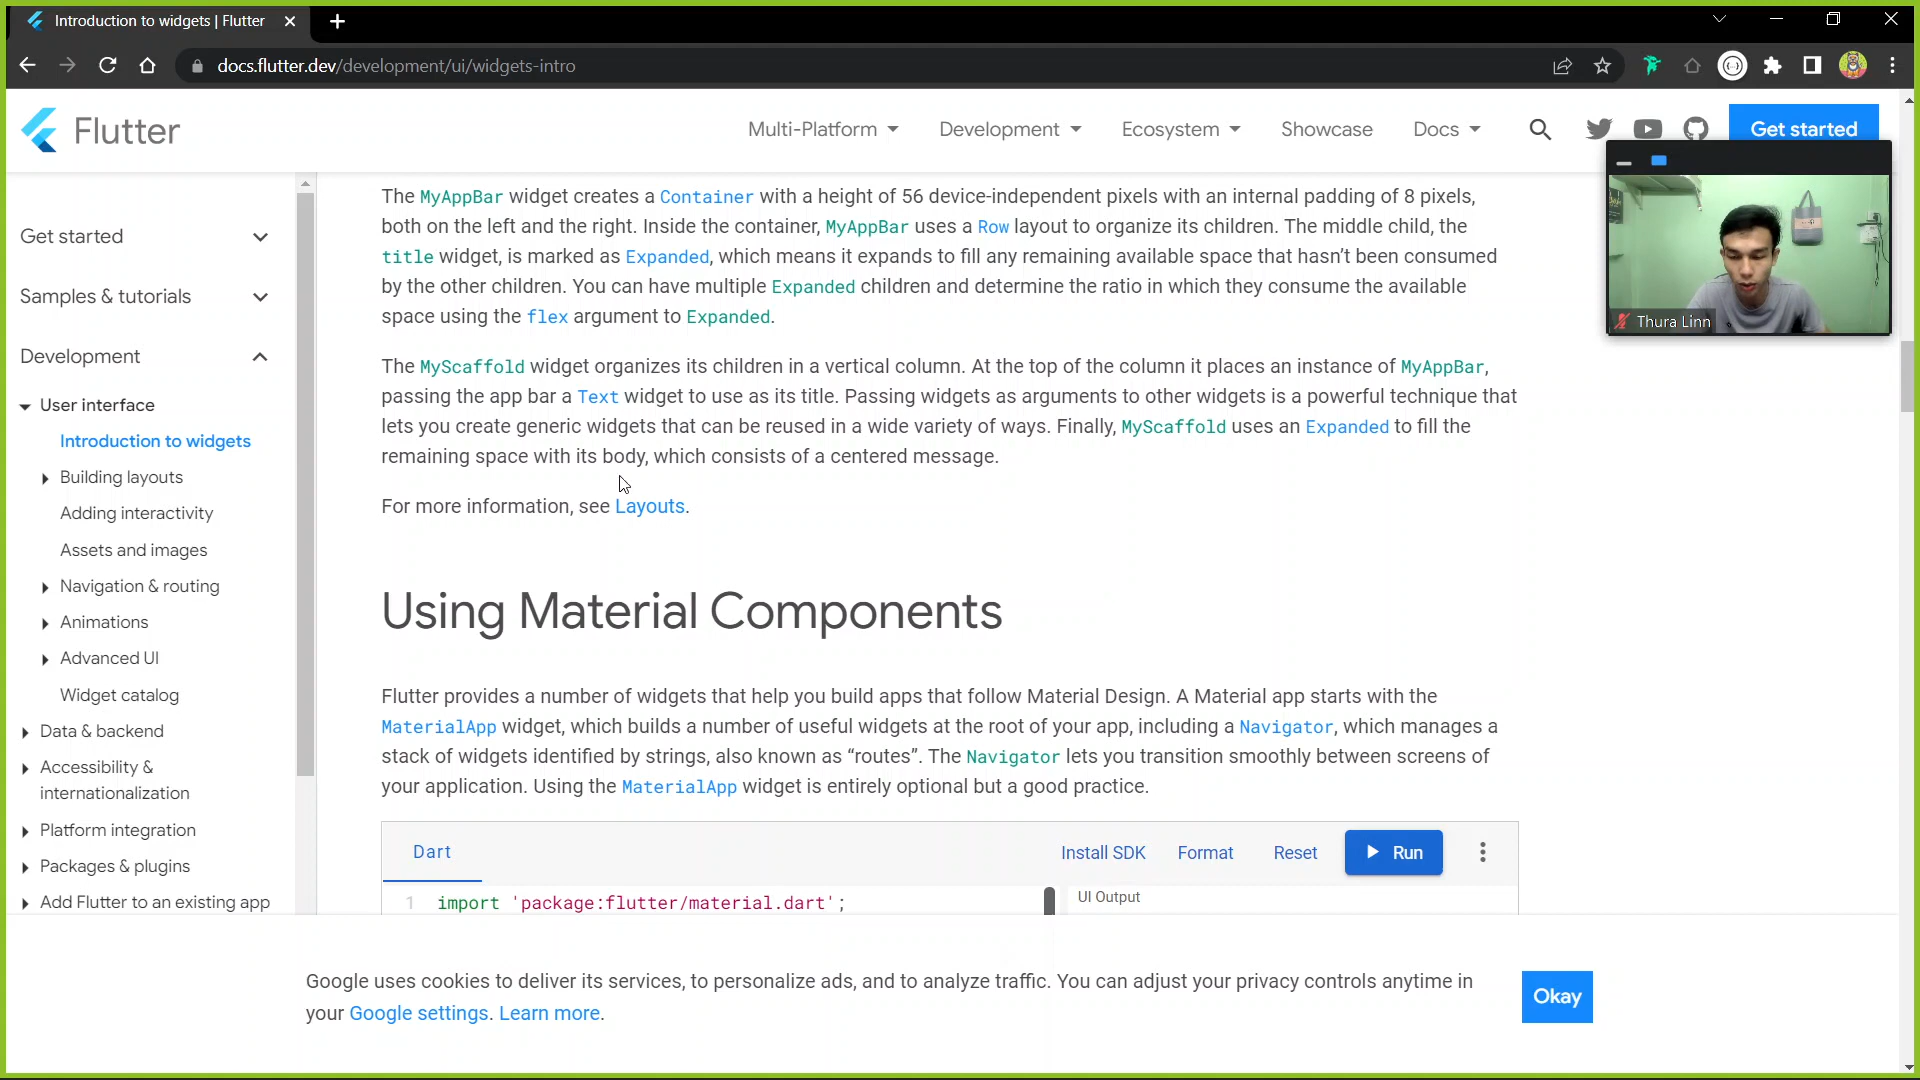 Introduction to widgets | Flutter
docs.flutter.dev/development/ui/widgets-intro
Flutter
Multi-Platform
Development
Ecosystem
Showcase
Docs
Get started
Thura Linn
Get started
Samples & tutorials
Development
User interface
Introduction to widgets
Building layouts
Adding interactivity
Assets and images
Navigation & routing
Animations
Advanced UI
Widget catalog
Data & backend
Accessibility &
internationalization
Platform integration
Packages & plugins
Add Flutter to an existing app
The MyAppBar widget creates a Container with a height of 56 device-independent pixels with an internal padding of 8 pixels,
both on the left and the right. Inside the container, MyAppBar uses a Row layout to organize its children. The middle child, the
title widget, is marked as Expanded, which means it expands to fill any remaining available space that hasn’t been consumed
by the other children. You can have multiple Expanded children and determine the ratio in which they consume the available
space using the flex argument to Expanded.
The MyScaffold widget organizes its children in a vertical column. At the top of the column it places an instance of MyAppBar,
passing the app bar a Text widget to use as its title. Passing widgets as arguments to other widgets is a powerful technique that
lets you create generic widgets that can be reused in a wide variety of ways. Finally, MyScaffold uses an Expanded to fill the
remaining space with its body, which consists of a centered message.
For more information, see Layouts.
Using Material Components
Flutter provides a number of widgets that help you build apps that follow Material Design. A Material app starts with the
MaterialApp widget, which builds a number of useful widgets at the root of your app, including a Navigator, which manages a
stack of widgets identified by strings, also known as “routes”. The Navigator lets you transition smoothly between screens of
your application. Using the MaterialApp widget is entirely optional but a good practice.
Dart
Install SDK
Format
Reset
Run
1 import 'package:flutter/material.dart';
UI Output
Google uses cookies to deliver its services, to personalize ads, and to analyze traffic. You can adjust your privacy controls anytime in
your Google settings. Learn more.
Okay